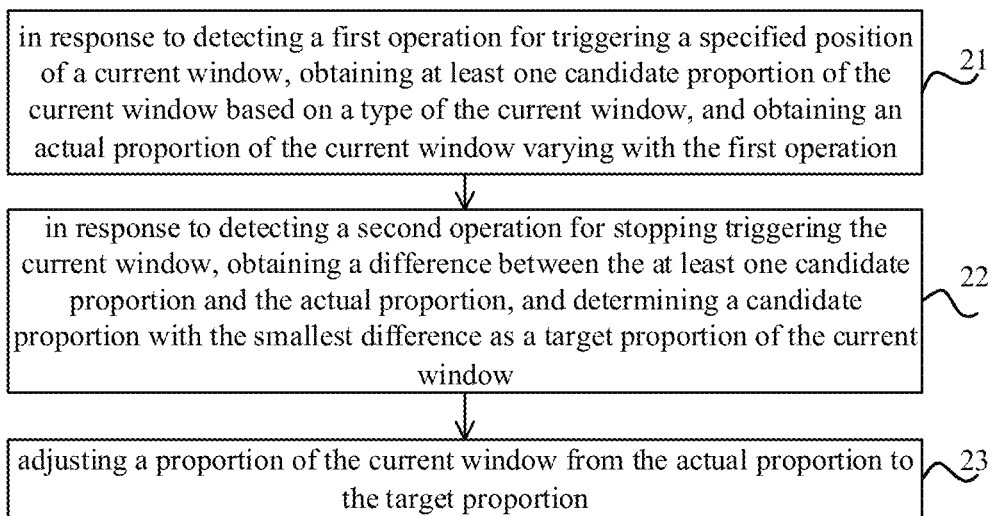 in response to detecting a first operation for triggering a specified position
of a current window, obtaining at least one candidate proportion of the
current window based on a type of the current window, and obtaining an
actual proportion of the current window varying with the first operation
21
in response to detecting a second operation for stopping triggering the
current window, obtaining a difference between the at least one candidate
proportion and the actual proportion, and determining a candidate
proportion with the smallest difference as a target proportion of the current
window
22
adjusting a proportion of the current window from the actual proportion to
the target proportion
23